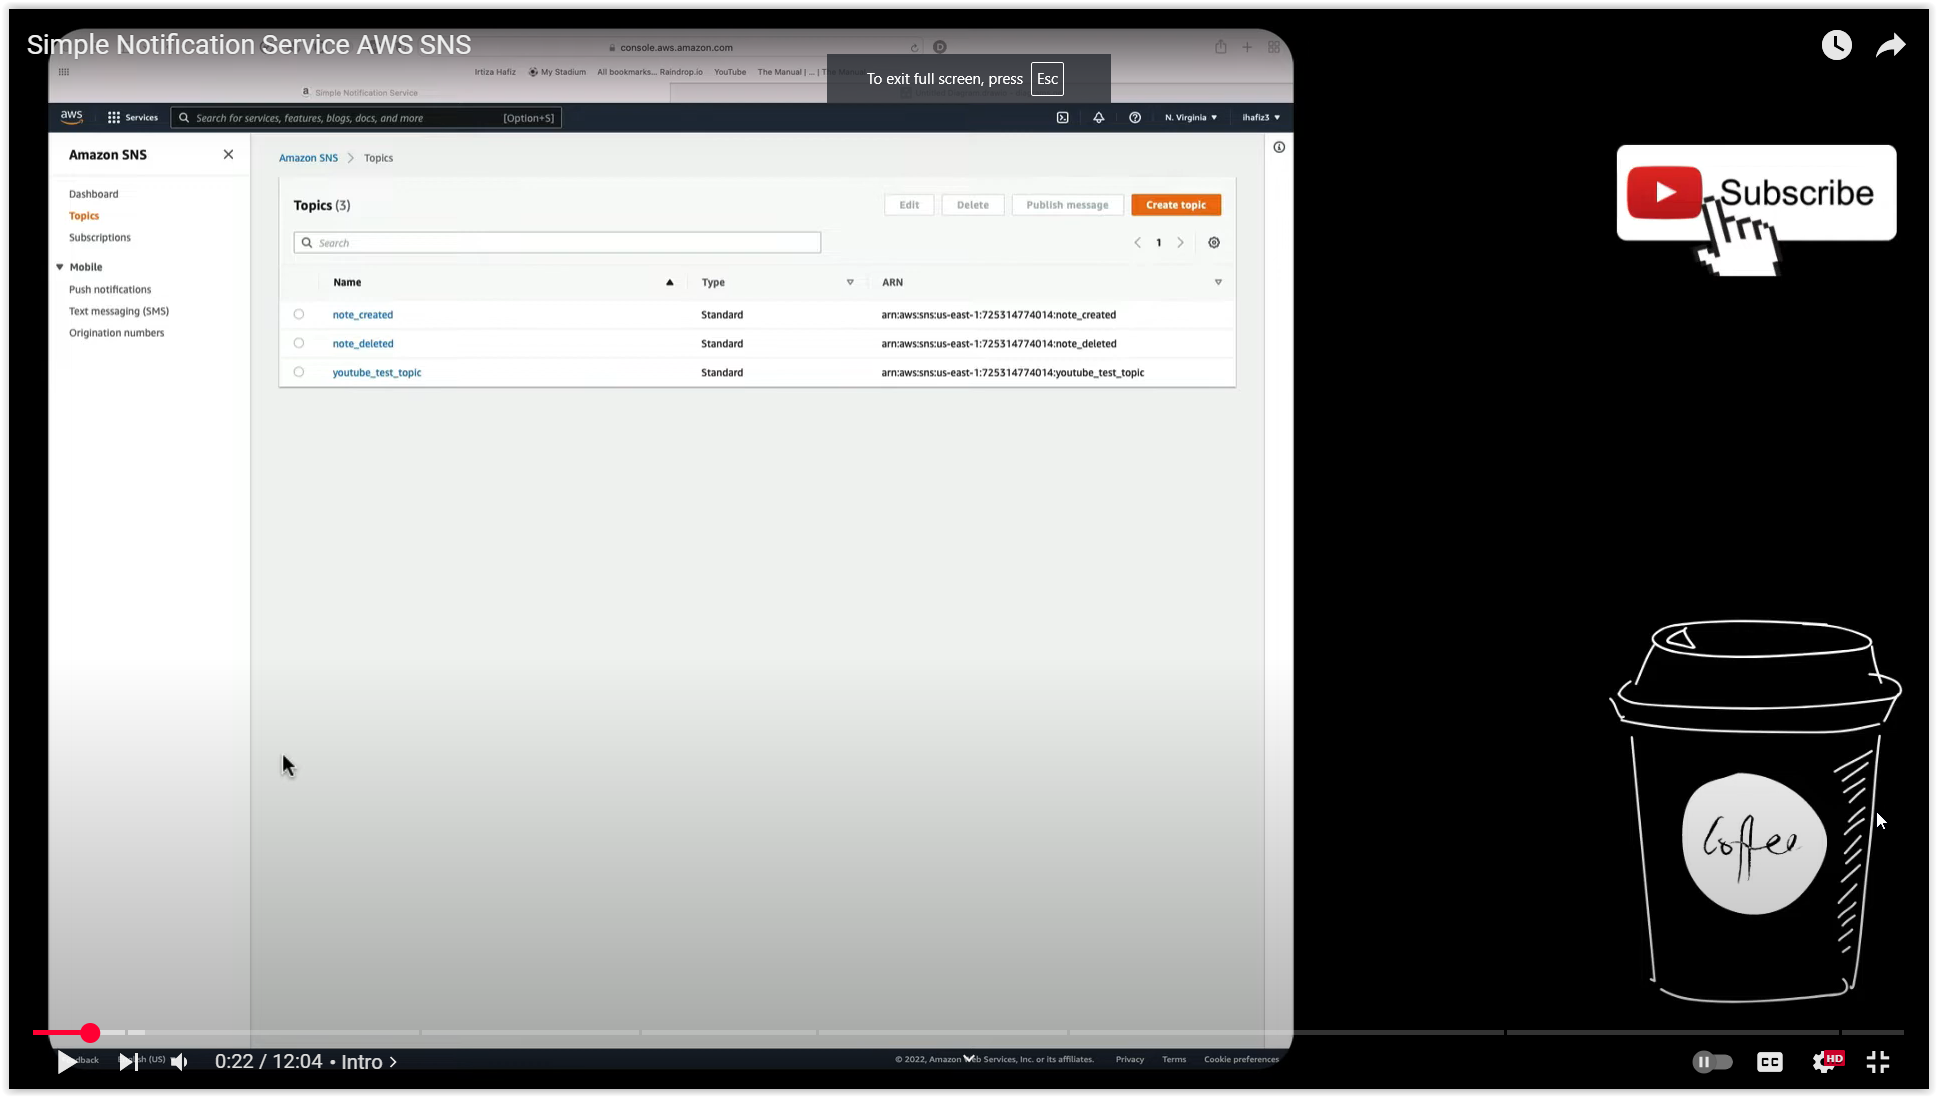 Simple Notification Service AWS SNS
console.aws.amazon.com
To exit full screen, press Esc
Irtiza Hafiz My Stadium All bookmarks... Raindrop.io YouTube The Manual | ... | T
Simple Notification Service
aws Services Search for services, features, blogs, docs, and more [Option+S] N. Virginia ihafiz3
Amazon SNS
Dashboard
Topics
Subscriptions
Mobile
Push notifications
Text messaging (SMS)
Origination numbers
Amazon SNS > Topics
Topics (3) Edit Delete Publish message Create topic
Search 1
Name Type ARN
note_created Standard arn:aws:sns:us-east-1:725314774014:note_created
note_deleted Standard arn:aws:sns:us-east-1:725314774014:note_deleted
youtube_test_topic Standard arn:aws:sns:us-east-1:725314774014:youtube_test_topic
Subscribe
Coffee
0:22 / 12:04 • Intro >
© 2022, Amazon Web Services, Inc. or its affiliates. Privacy Terms Cookie preferences
CC HD